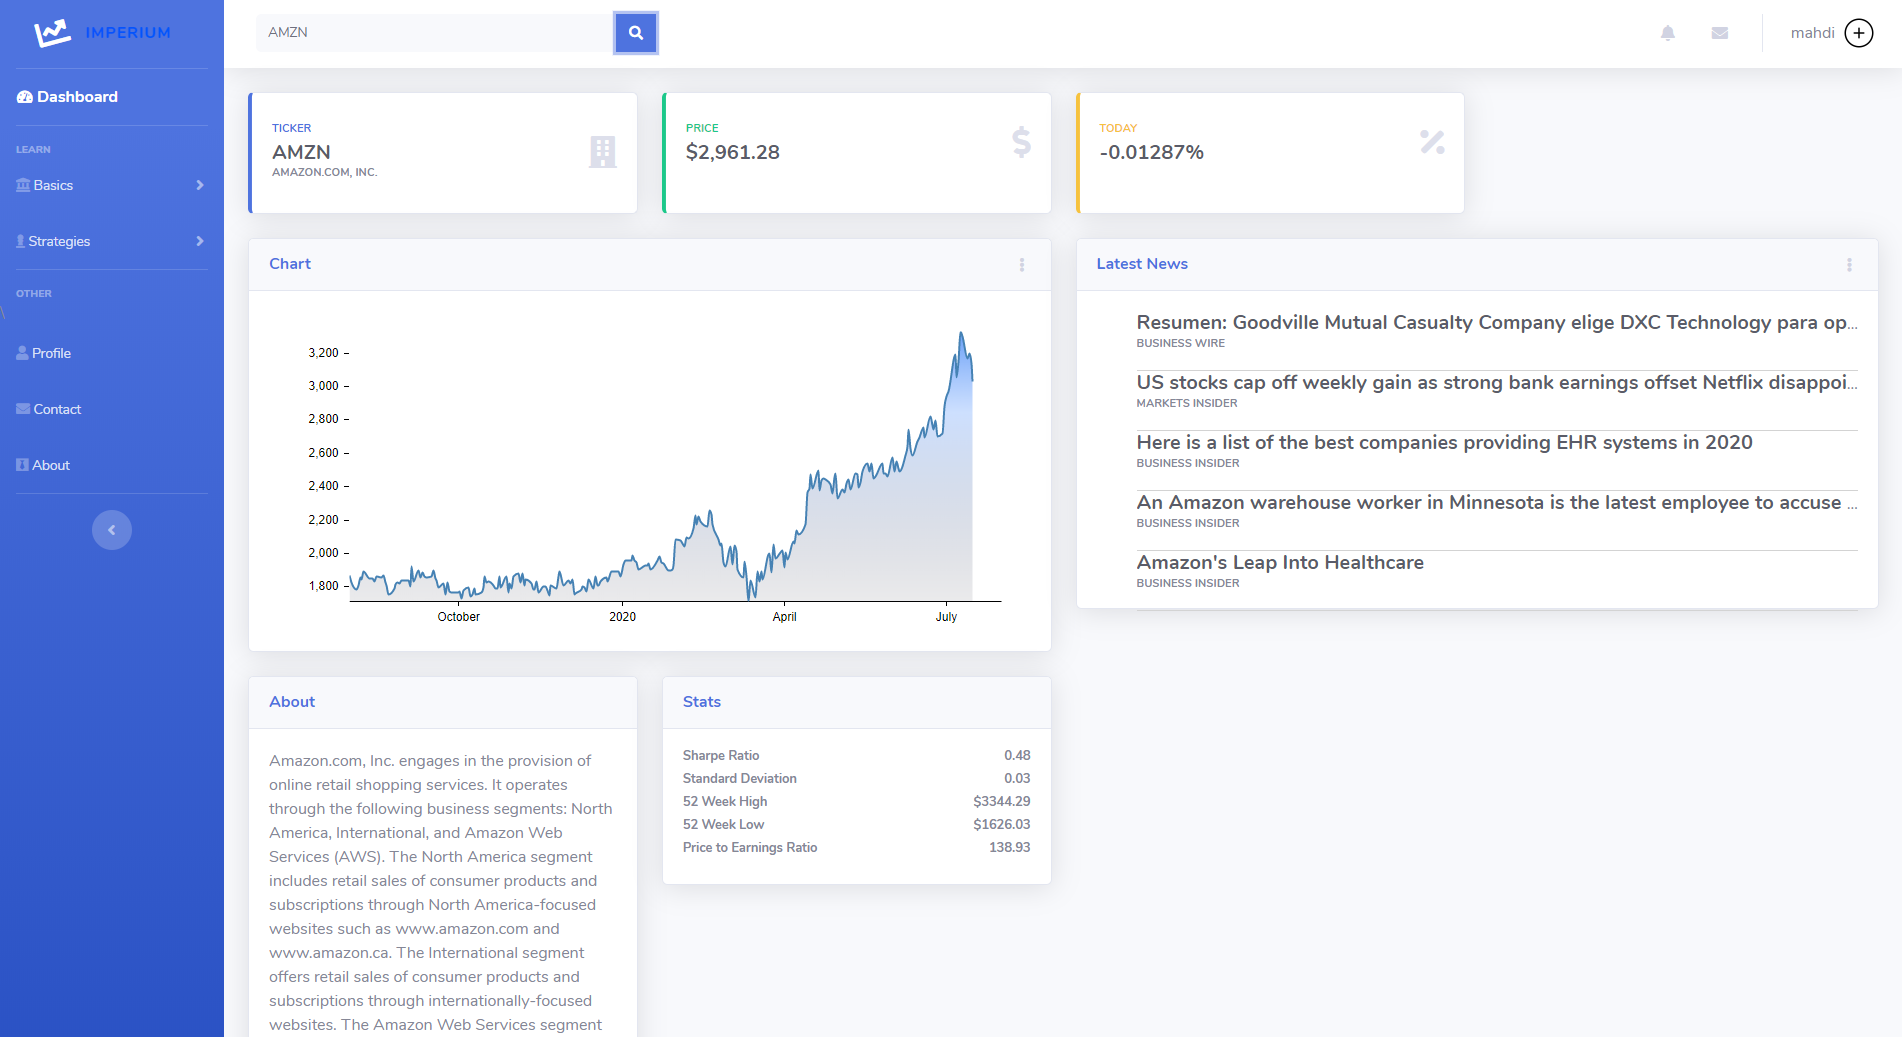 IMPERIUM
Dashboard
LEARN
Basics
Strategies
OTHER
\
Profile
Contact
About
AMZN
mahdi
TICKER
AMZN
AMAZON.COM, INC.
PRICE
$2,961.28
TODAY
-0.01287%
Chart
3,200
3,000
2,800
2,600
2,400
2,200
2,000
1,800
October 2020 April July
Latest News
Resumen: Goodville Mutual Casualty Company elige DXC Technology para op...
BUSINESS WIRE
US stocks cap off weekly gain as strong bank earnings offset Netflix disappoi...
MARKETS INSIDER
Here is a list of the best companies providing EHR systems in 2020
BUSINESS INSIDER
An Amazon warehouse worker in Minnesota is the latest employee to accuse ...
BUSINESS INSIDER
Amazon's Leap Into Healthcare
BUSINESS INSIDER
About
Amazon.com, Inc. engages in the provision of
online retail shopping services. It operates
through the following business segments: North
America, International, and Amazon Web
Services (AWS). The North America segment
includes retail sales of consumer products and
subscriptions through North America-focused
websites such as www.amazon.com and
www.amazon.ca. The International segment
offers retail sales of consumer products and
subscriptions through internationally-focused
websites. The Amazon Web Services segment
Stats
Sharpe Ratio 0.48
Standard Deviation 0.03
52 Week High $3344.29
52 Week Low $1626.03
Price to Earnings Ratio 138.93